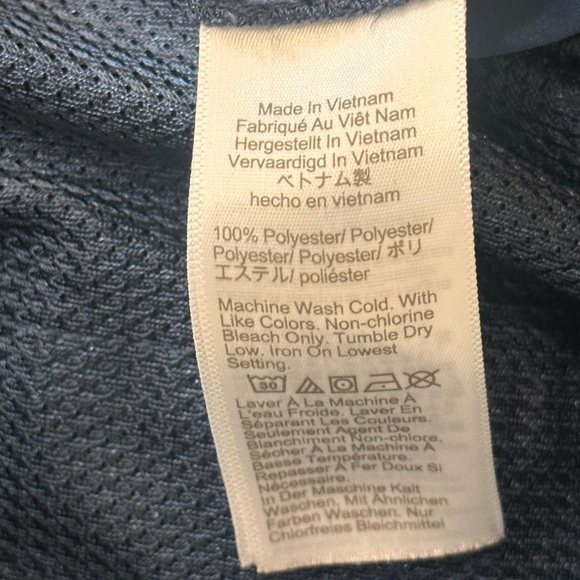 Made In Vietnam
Fabriqué Au Viêt Nam
Hergestellt In Vietnam
Vervaardigd In Vietnam
ベトナム製
hecho en vietnam
100% Polyester/ Polyester/
Polyester/ Polyester/ ポリ
エステル/ poliéster
Machine Wash Cold. With
Like Colors. Non-chlorine
Bleach Only. Tumble Dry
Low. Iron On Lowest
Setting.
30
Laver À La Machine À
L'eau Froide. Laver En
Séparant Les Couleurs.
Seulement Agent De
Blanchiment Non-chlore.
Sécher À La Machine À
Basse Température.
Repasser À Fer Doux Si
Nécessaire.
In Der Maschine Kalt
Waschen, Mit Ähnlichen
Farben Waschen. Nur
Chlorfreies Bleichmittel